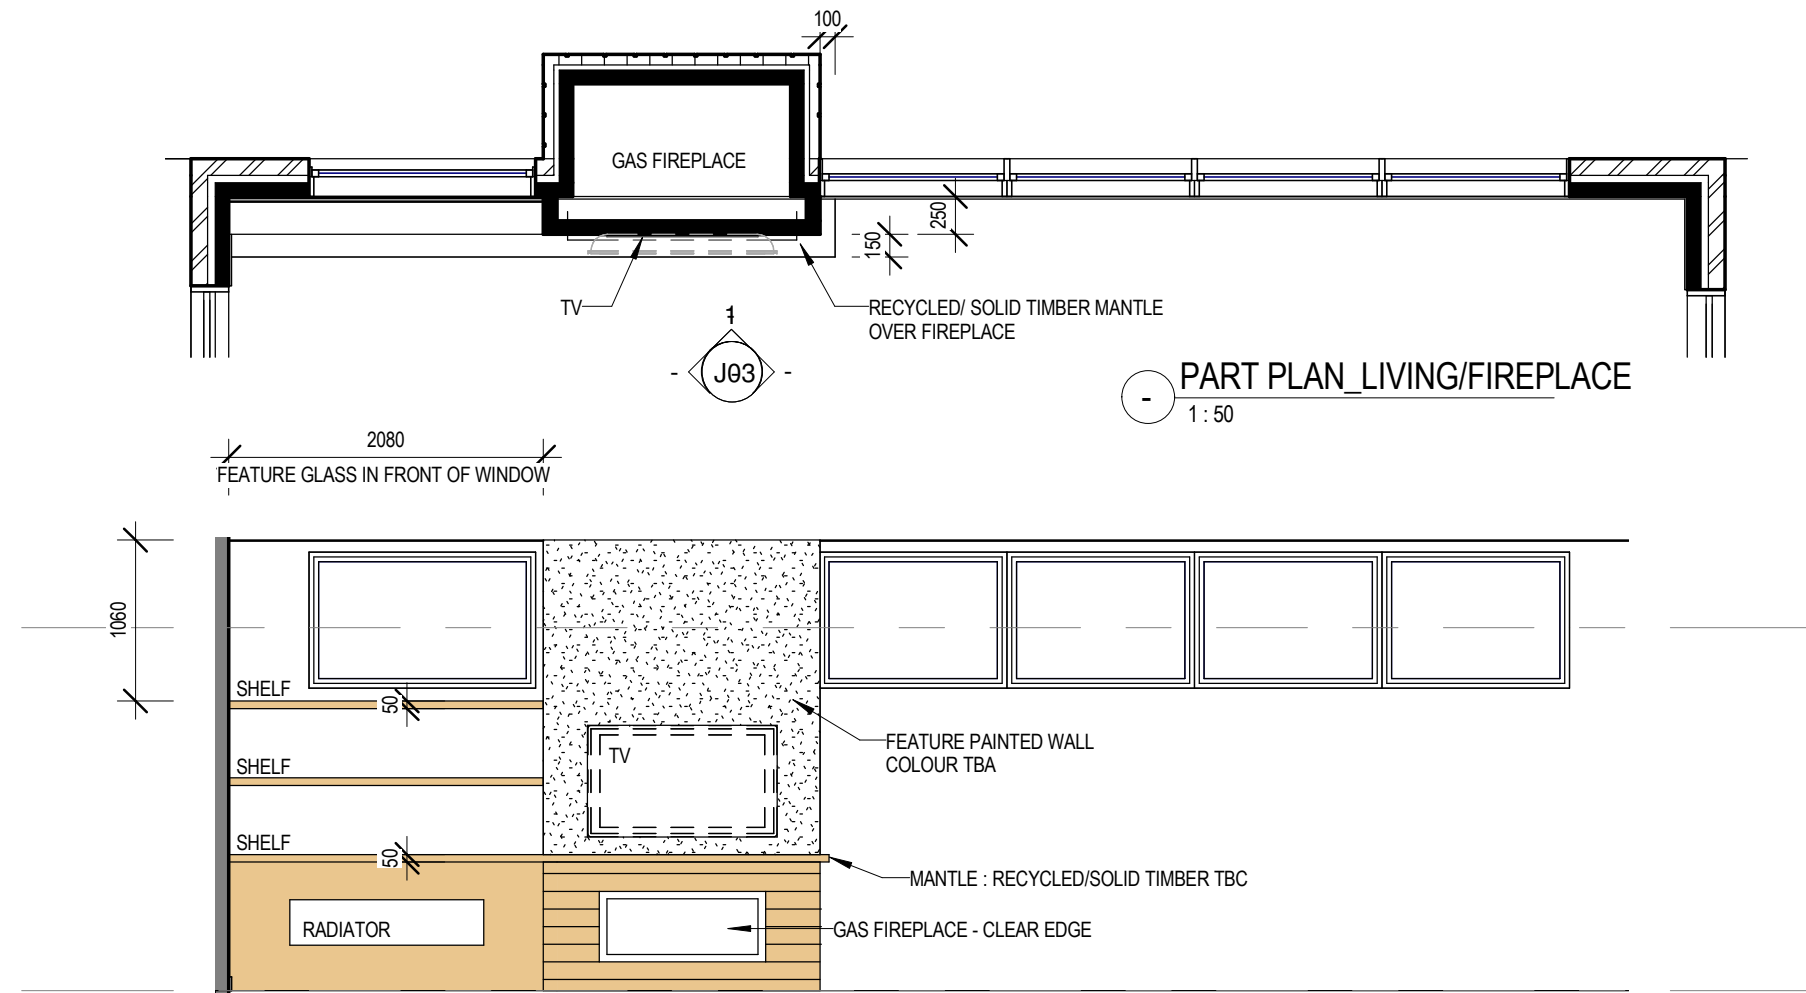 100
GAS FIREPLACE
250
150
TV
RECYCLED/ SOLID TIMBER MANTLE
OVER FIREPLACE
1
- J03 -
PART PLAN_LIVING/FIREPLACE
-
1 : 50
2080
FEATURE GLASS IN FRONT OF WINDOW
1060
SHELF
50
FEATURE PAINTED WALL
COLOUR TBA
TV
SHELF
SHELF
50
MANTLE : RECYCLED/SOLID TIMBER TBC
RADIATOR
GAS FIREPLACE - CLEAR EDGE